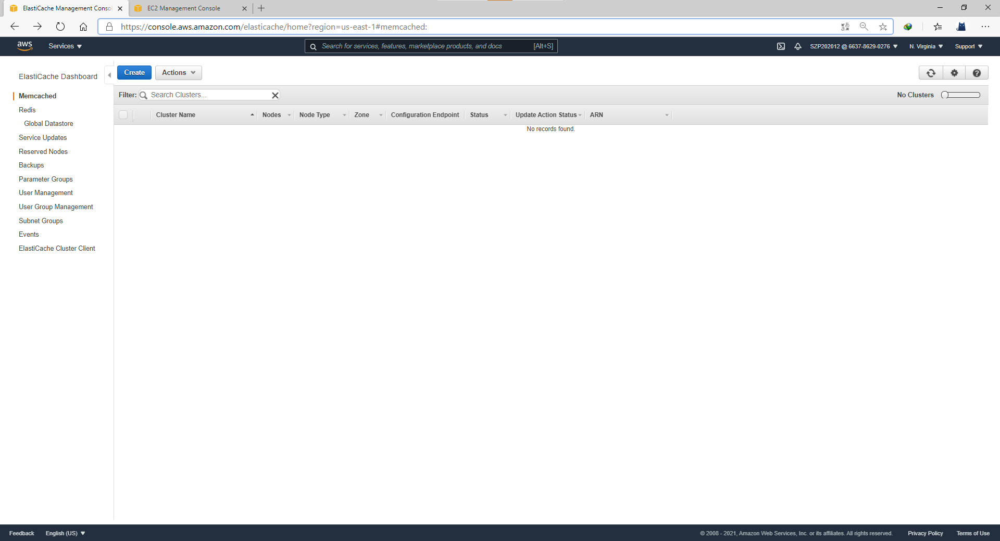 ElastiCache Management Consol
EC2 Management Console
https://console.aws.amazon.com/elasticache/home?region=us-east-1#memcached:
aws
Services
Search for services, features, marketplace products, and docs
[Alt+S]
SZP202012 @ 6637-8629-0276
N. Virginia
Support
ElastiCache Dashboard
Memcached
Redis
Global Datastore
Service Updates
Reserved Nodes
Backups
Parameter Groups
User Management
User Group Management
Subnet Groups
Events
ElastiCache Cluster Client
Create
Actions
Filter:
Search Clusters...
No Clusters
Cluster Name
Nodes
Node Type
Zone
Configuration Endpoint
Status
Update Action Status
ARN
No records found.
Feedback
English (US)
© 2008 - 2021, Amazon Web Services, Inc. or its affiliates. All rights reserved.
Privacy Policy
Terms of Use